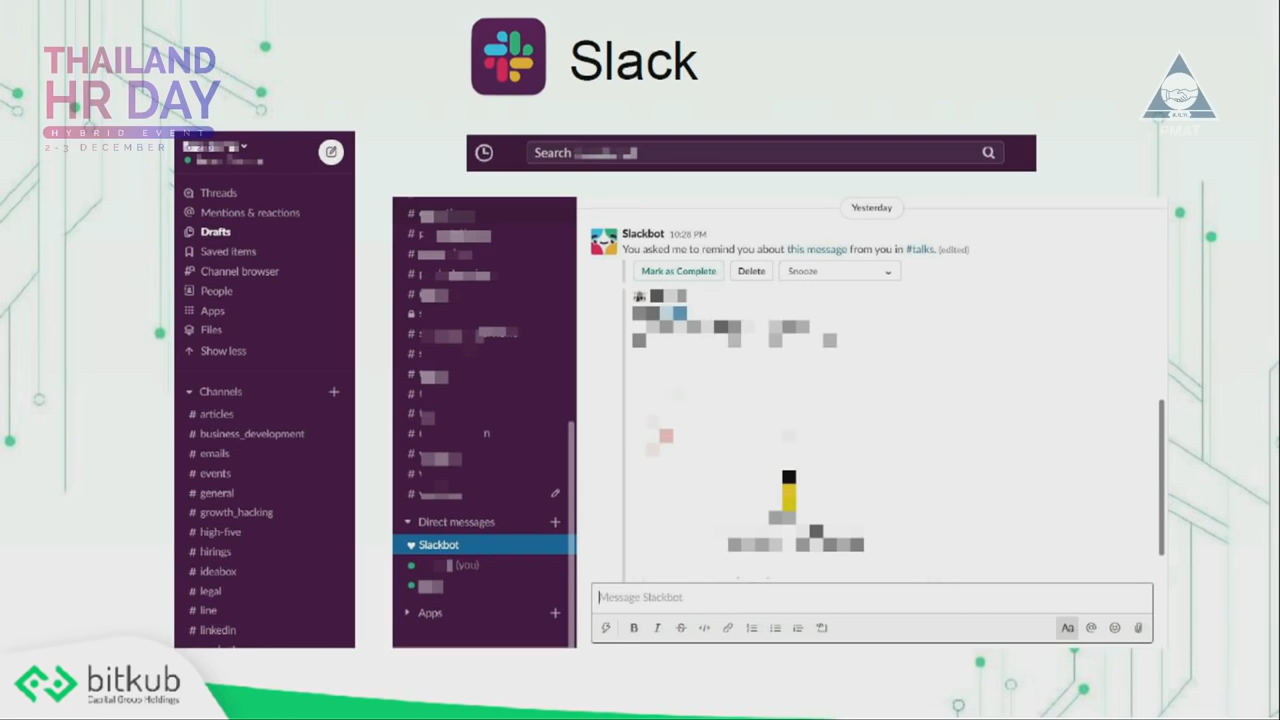 Slack
THAILAND
HR DAY
HYBRID EVENT
2-3 DECEMBER
PMAT
Search
Threads
Mentions & reactions
Drafts
Saved items
Channel browser
People
Apps
Files
Show less
Channels
# articles
# business_development
# emails
# events
# general
# growth_hacking
# high-five
# hirings
# ideabox
# legal
# line
# linkedin
Direct messages
Slackbot
(you)
Apps
Yesterday
Slackbot 10:28 PM
You asked me to remind you about this message from you in #talks. (edited)
Mark as Complete Delete Snooze
Message Slackbot
B I S </> Aa @
bitkub
Capital Group Holdings